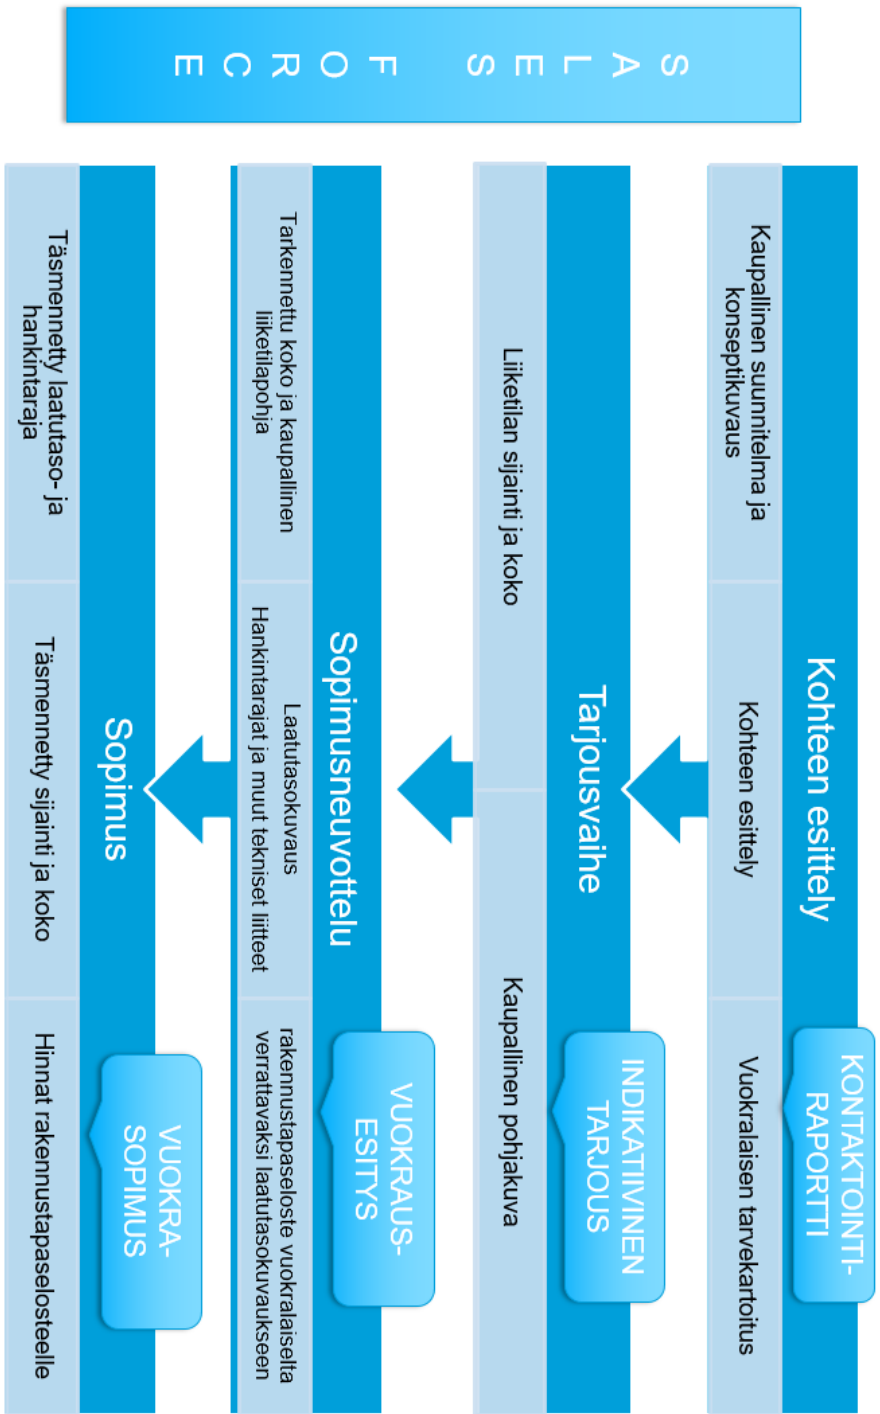 SALES FORCE
Kohteen esittely
KONTAKTOINTI-
RAPORTTI
Kaupallinen suunnitelma ja
konseptikuvaus
Kohteen esittely
Vuokralaisen tarvekartoitus
Tarjousvaihe
INDIKATIIVINEN
TARJOUS
Liiketilan sijainti ja koko
Kaupallinen pohjakuva
Sopimusneuvottelu
VUOKRAUS-
ESITYS
Tarkennettu koko ja kaupallinen
liiketilapohja
Laatutasokuvaus
Hankintarajat ja muut tekniset liitteet
rakennustapaseloste vuokralaiselta
verrattavaksi laatutasokuvaukseen
Sopimus
VUOKRA-
SOPIMUS
Täsmennetty laatutaso- ja
hankintaraja
Täsmennetty sijainti ja koko
Hinnat rakennustapaselosteelle